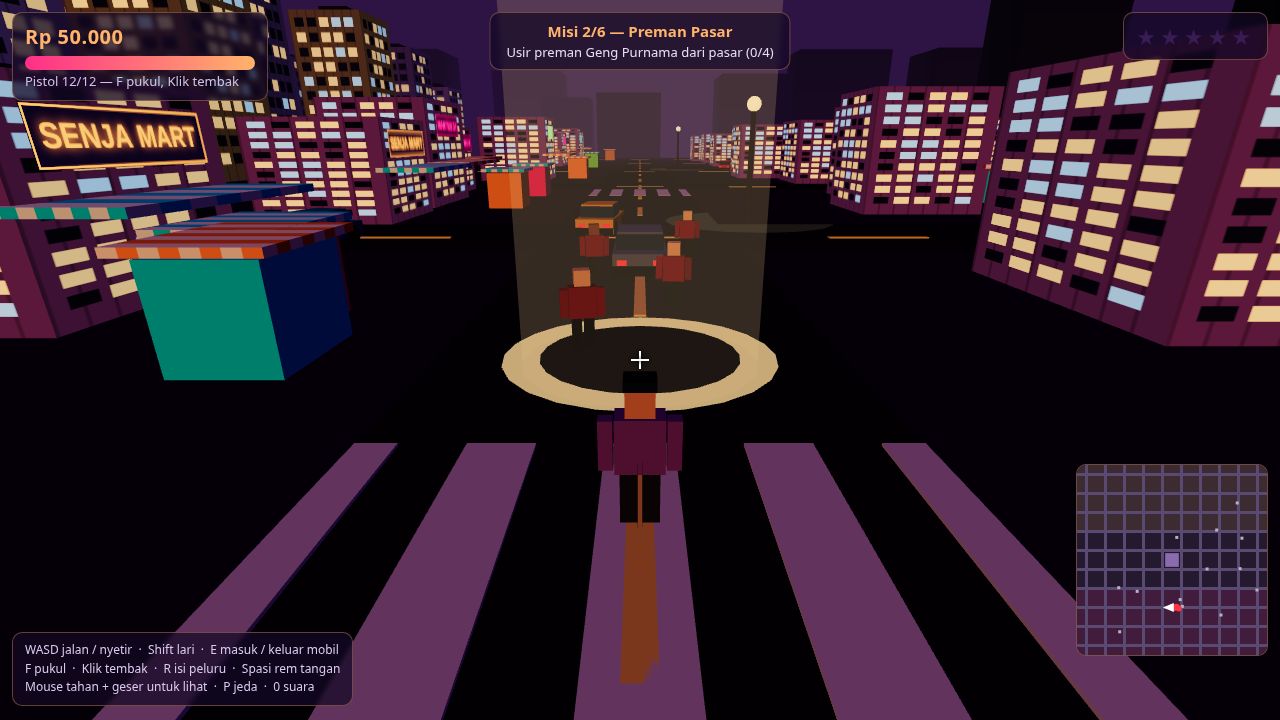 Rp 50.000
Pistol 12/12 — F pukul, Klik tembak
Misi 2/6 — Preman Pasar
Usir preman Geng Purnama dari pasar (0/4)
★★★★★
SENJA MART
SENJA MART
WASD jalan / nyetir · Shift lari · E masuk / keluar mobil
F pukul · Klik tembak · R isi peluru · Spasi rem tangan
Mouse tahan + geser untuk lihat · P jeda · 0 suara